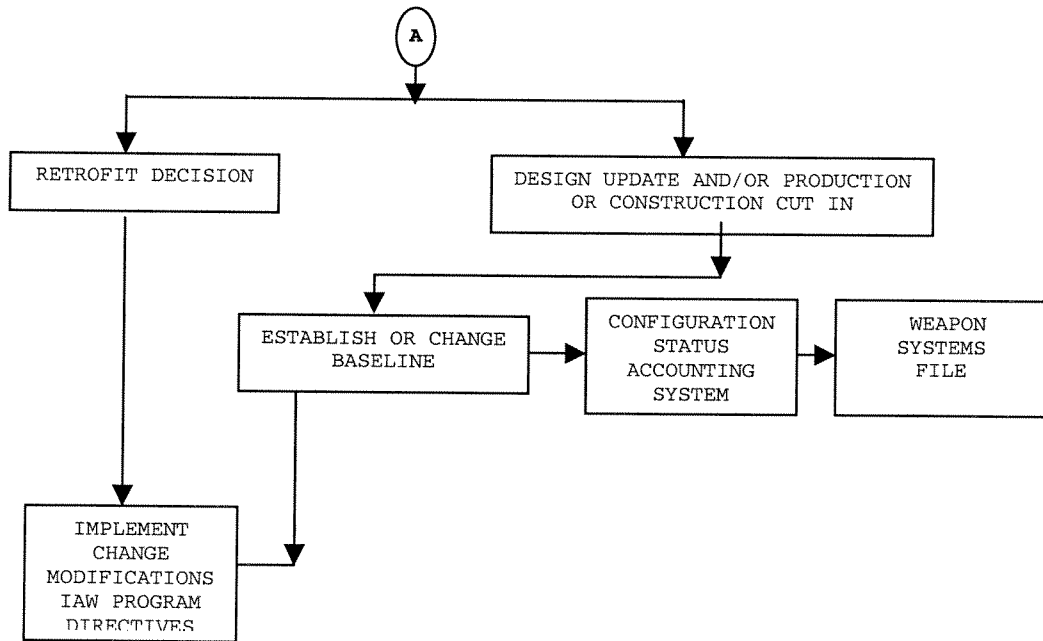 A
RETROFIT DECISION
DESIGN UPDATE AND/OR PRODUCTION
OR CONSTRUCTION CUT IN
ESTABLISH OR CHANGE
BASELINE
CONFIGURATION
STATUS
ACCOUNTING
SYSTEM
WEAPON
SYSTEMS
FILE
IMPLEMENT
CHANGE
MODIFICATIONS
IAW PROGRAM
DIRECTIVES